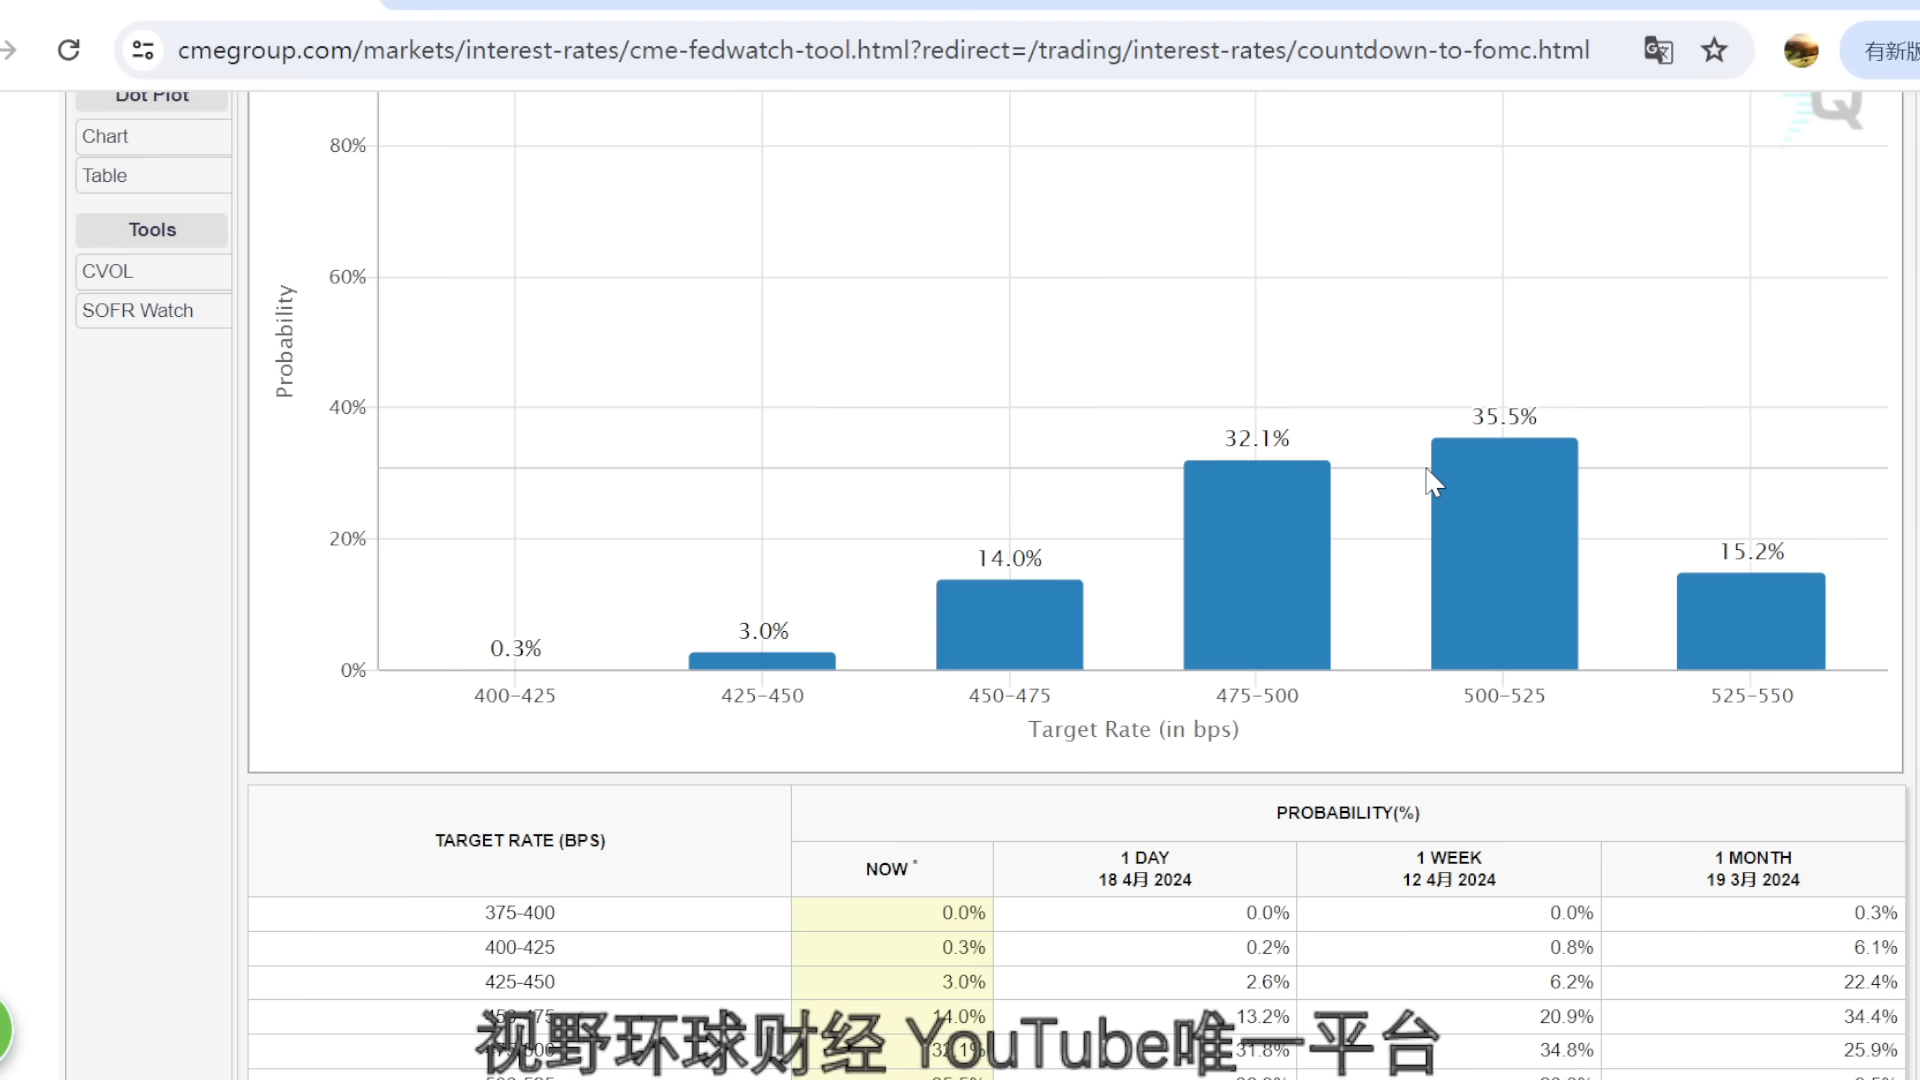 cmegroup.com/markets/interest-rates/cme-fedwatch-tool.html?redirect=/trading/interest-rates/countdown-to-fomc.html
有新版
Dot Plot
Chart
Table
Tools
CVOL
SOFR Watch
Q
Probability
80%
60%
40%
20%
0%
0.3%
3.0%
14.0%
32.1%
35.5%
15.2%
400-425 425-450 450-475 475-500 500-525 525-550
Target Rate (in bps)
TARGET RATE (BPS) PROBABILITY(%)
NOW * 1 DAY 18 4月 2024 1 WEEK 12 4月 2024 1 MONTH 19 3月 2024
375-400 0.0% 0.0% 0.0% 0.3%
400-425 0.3% 0.2% 0.8% 6.1%
425-450 3.0% 2.6% 6.2% 22.4%
450-475 14.0% 13.2% 20.9% 34.4%
475-500 32.1% 31.8% 34.8% 25.9%
视野环球财经 YouTube唯一平台